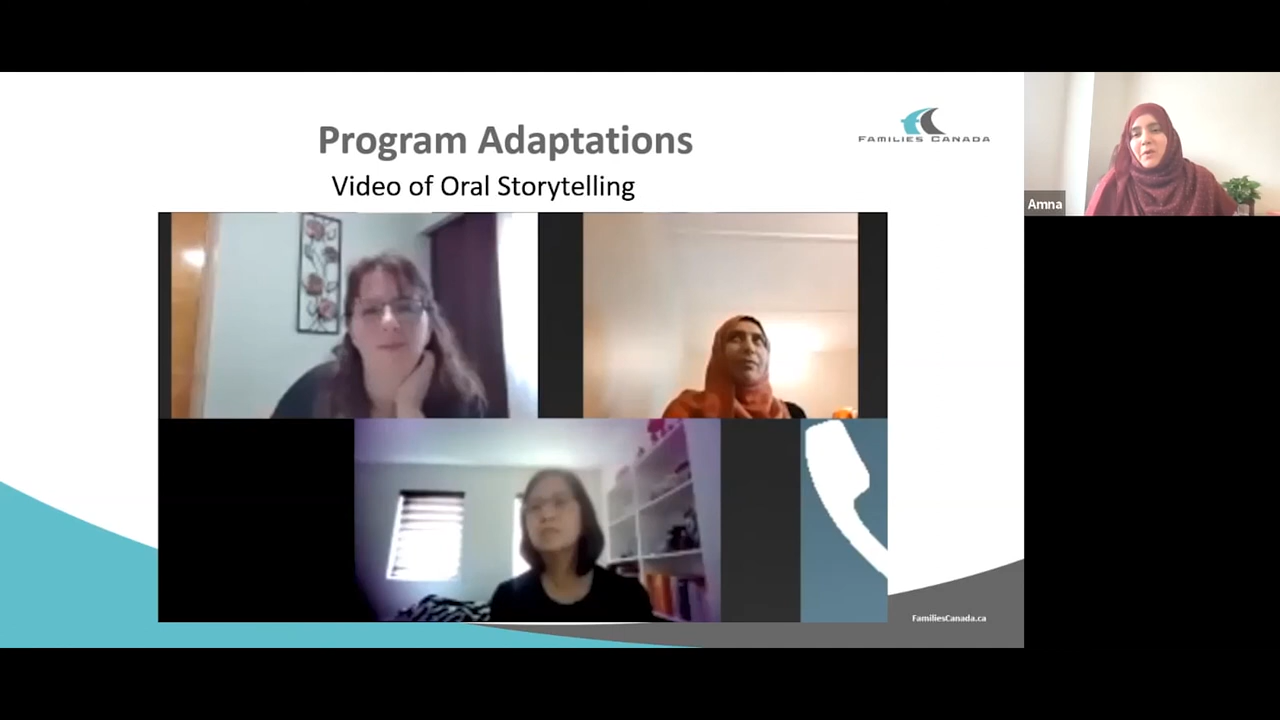 Program Adaptations
FAMILIES CANADA
Video of Oral Storytelling
Amna
FamiliesCanada.ca